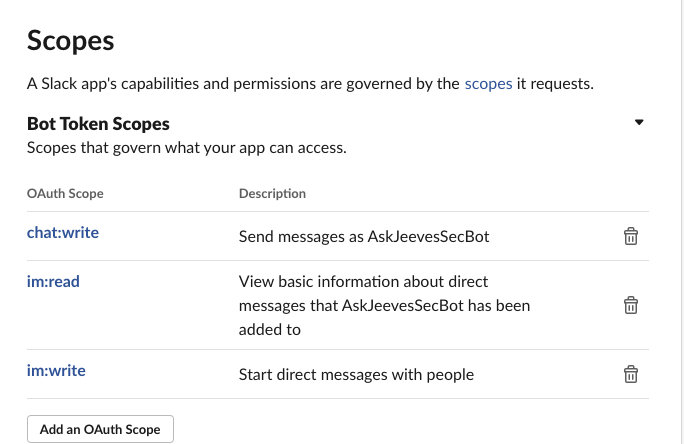 Scopes
A Slack app's capabilities and permissions are governed by the scopes it requests.
Bot Token Scopes
Scopes that govern what your app can access.
OAuth Scope Description
chat:write Send messages as AskJeevesSecBot
im:read View basic information about direct
messages that AskJeevesSecBot has been
added to
im:write Start direct messages with people
Add an OAuth Scope